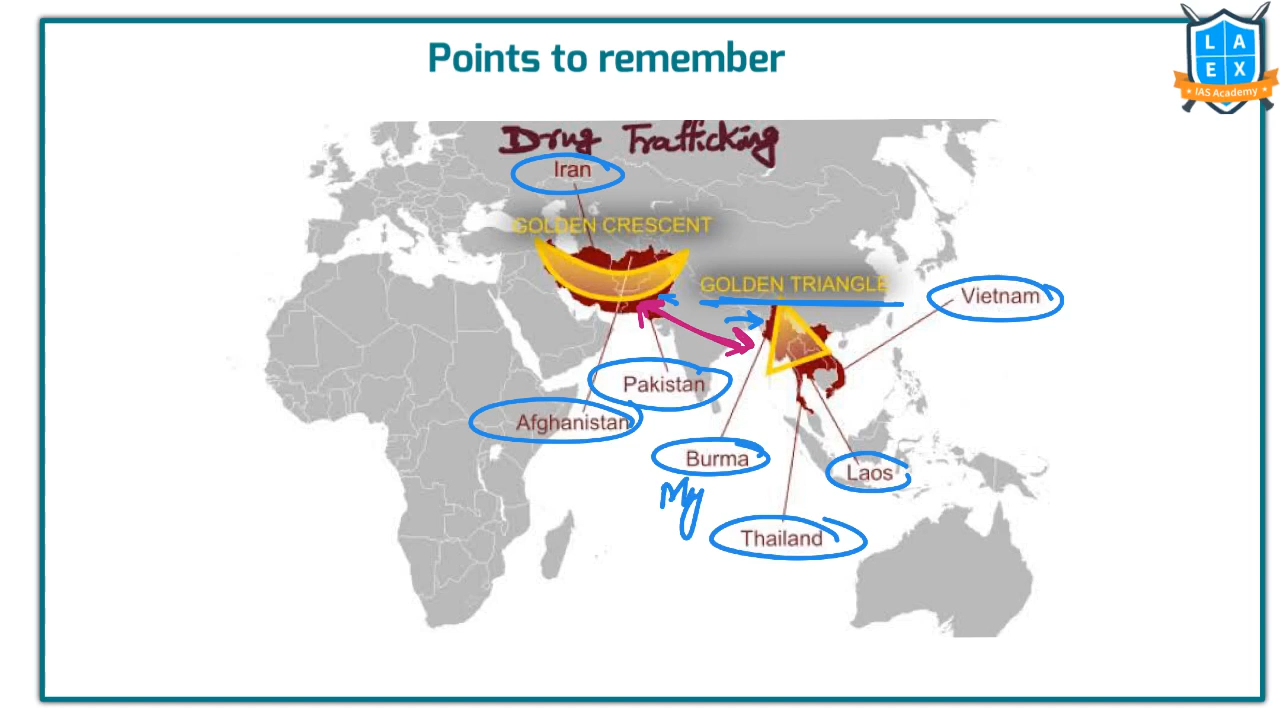 Points to remember
L A
E X
IAS Academy
Drug Trafficking
Iran
GOLDEN CRESCENT
GOLDEN TRIANGLE
Vietnam
Pakistan
Afghanistan
Burma
Laos
My
Thailand